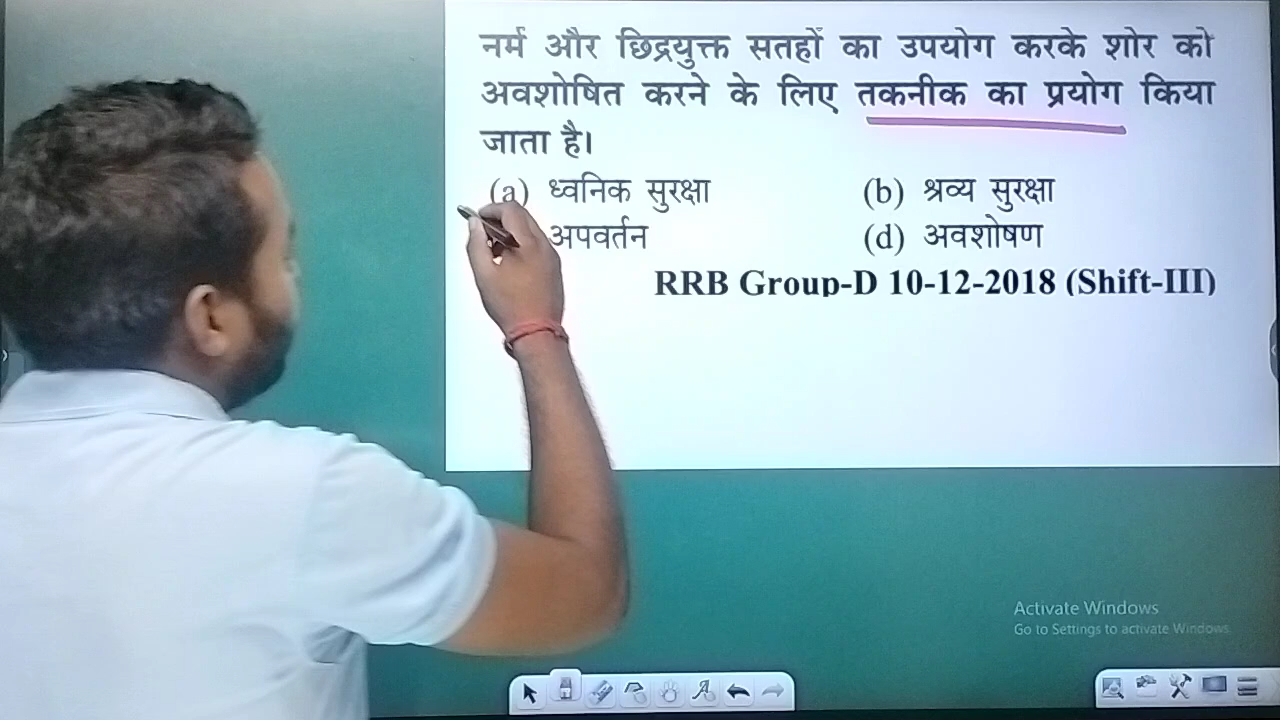 नर्म और छिद्रयुक्त सतहों का उपयोग करके शोर को
अवशोषित करने के लिए तकनीक का प्रयोग किया
जाता है।
(a) ध्वनिक सुरक्षा (b) श्रव्य सुरक्षा
अपवर्तन (d) अवशोषण
RRB Group-D 10-12-2018 (Shift-III)
Activate Windows
Go to Settings to activate Windows.